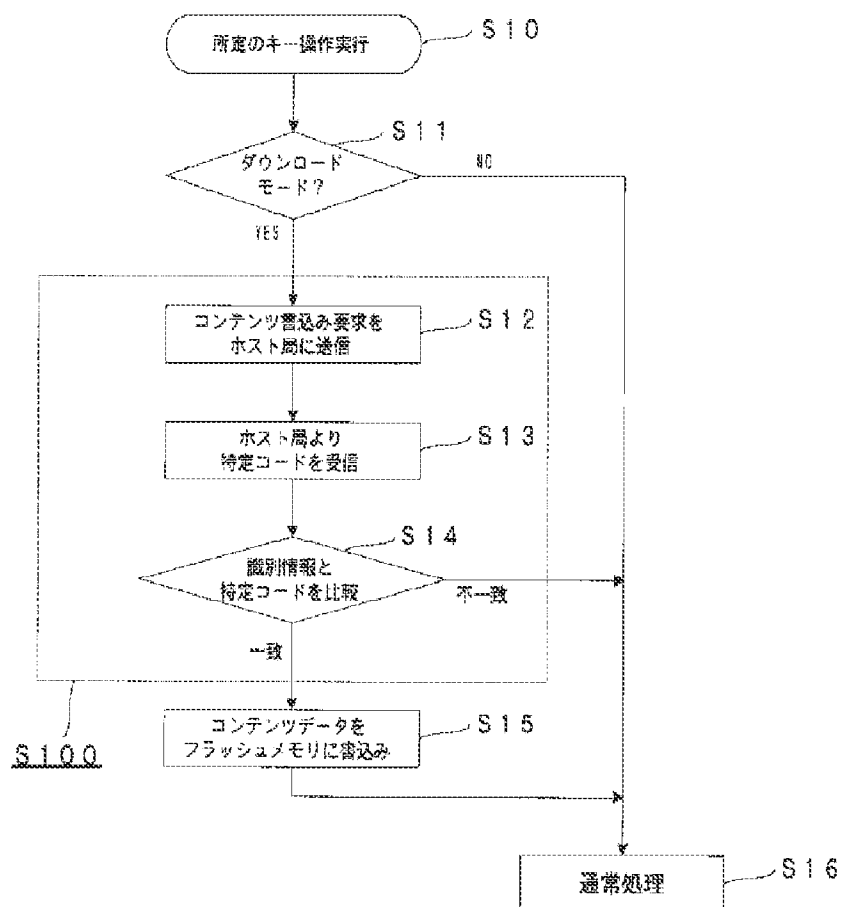 所定のキー操作実行
S10
S11
ダウンロード
モード?
NO
YES
コンテンツ書込み要求を
ホスト局に送信
S12
ホスト局より
特定コードを受信
S13
S14
識別情報と
特定コードを比較
不一致
一致
コンテンツデータを
フラッシュメモリに書込み
S15
S100
通常処理
S16